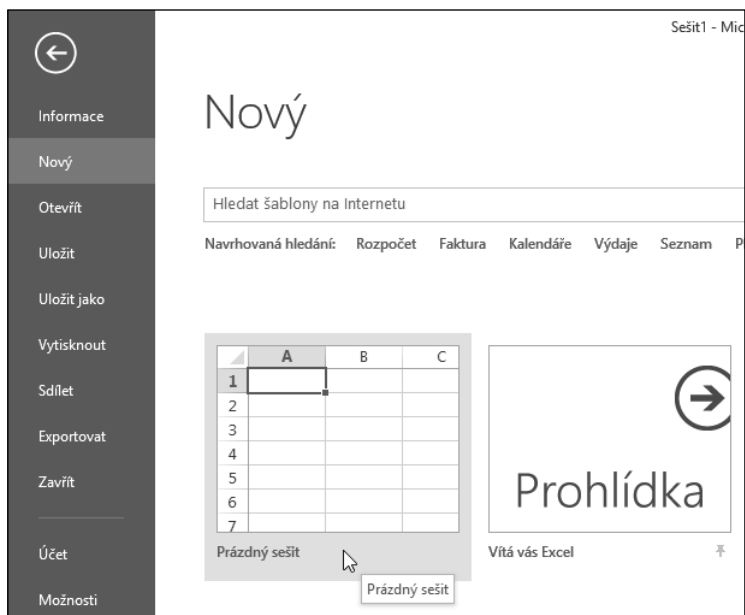 Sešit1 - Mic
Informace
Nový
Otevřít
Uložit
Uložit jako
Vytisknout
Sdílet
Exportovat
Zavřít
Účet
Možnosti
Nový
Hledat šablony na Internetu
Navrhovaná hledání: Rozpočet Faktura Kalendáře Výdaje Seznam
A B C
1
2
3
4
5
6
7
Prázdný sešit
Prázdný sešit
Prohlídka
Vítá vás Excel